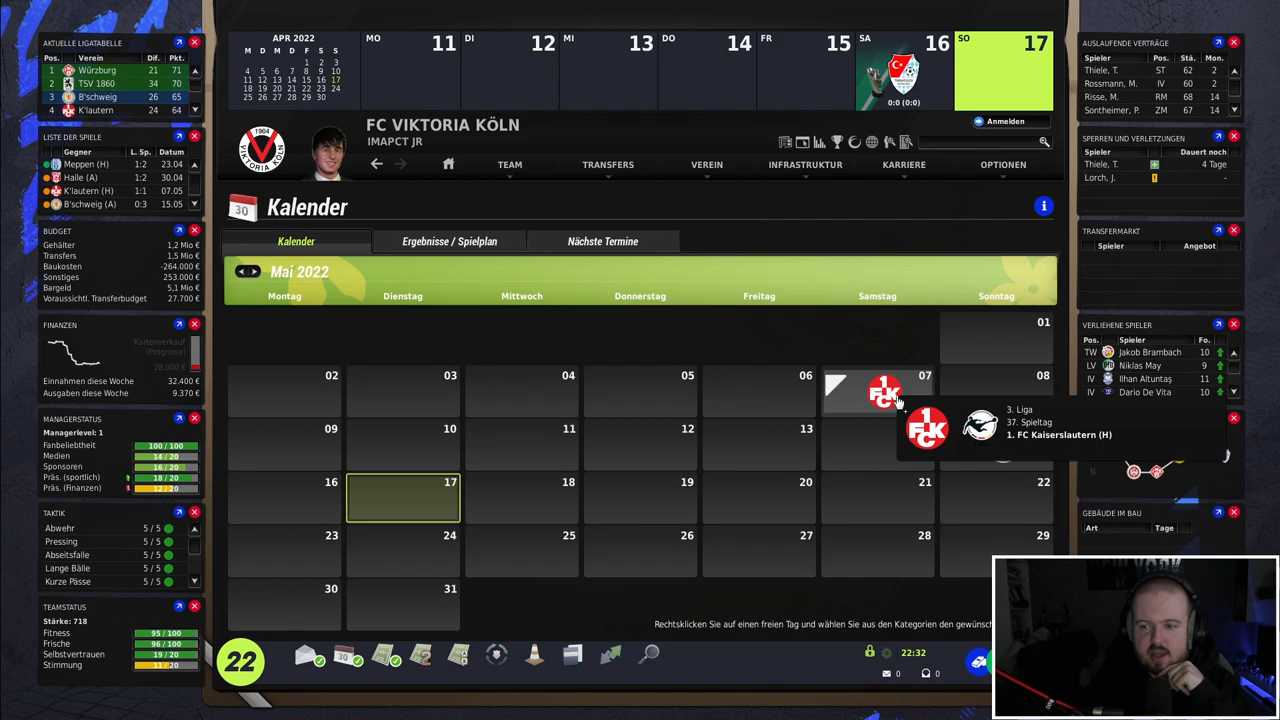 AKTUELLE LIGATABELLE
Pos. Verein Dif. Pkt.
1 Würzburg 21 71
2 TSV 1860 34 70
3 B'schweig 26 65
4 K'lautern 24 64
LISTE DER SPIELE
Gegner L. Sp. Datum
Meppen (H) 1:2 23.04
Halle (A) 1:2 30.04
K'lautern (H) 1:1 07.05
B'schweig (A) 0:3 15.05
BUDGET
Gehälter 1,2 Mio €
Transfers 1,5 Mio €
Baukosten -264.000 €
Sonstiges 253.000 €
Bargeld 5,1 Mio €
Voraussichtl. Transferbudget 27.700 €
FINANZEN
Kartenverkauf
(Prognose)
28.000 €
Einnahmen diese Woche 32.400 €
Ausgaben diese Woche 9.370 €
MANAGERSTATUS
Managerlevel: 1
Fanbeliebtheit 100 / 100
Medien 14 / 20
Sponsoren 16 / 20
Präs. (sportlich) 18 / 20
Präs. (Finanzen) 12 / 20
TAKTIK
Abwehr 5 / 5
Pressing 5 / 5
Abseitsfalle 5 / 5
Lange Bälle 5 / 5
Kurze Pässe 5 / 5
TEAMSTATUS
Stärke: 718
Fitness 95 / 100
Frische 96 / 100
Selbstvertrauen 19 / 20
Stimmung 11 / 20
APR 2022
M D M D F S S
1 2 3
4 5 6 7 8 9 10
11 12 13 14 15 16 17
18 19 20 21 22 23 24
25 26 27 28 29 30
MO 11
DI 12
MI 13
DO 14
FR 15
SA 16
0:0 (0:0)
SO 17
Anmelden
1904
FC VIKTORIA KÖLN
IMAPCT JR
TEAM TRANSFERS VEREIN INFRASTRUKTUR KARRIERE OPTIONEN
30 Kalender
Kalender Ergebnisse / Spielplan Nächste Termine
Mai 2022
Montag Dienstag Mittwoch Donnerstag Freitag Samstag Sonntag
01
02 03 04 05 06 07 08
1 FCK
3. Liga
37. Spieltag
1. FC Kaiserslautern (H)
09 10 11 12 13
16 17 18 19 20 21 22
23 24 25 26 27 28 29
30 31
Rechtsklicken Sie auf einen freien Tag und wählen Sie aus den Kategorien den gewünsch
22
30
22:32
0 0
AUSLAUFENDE VERTRÄGE
Spieler Pos. Stä. Mon.
Thiele, T. ST 62 2
Rossmann, M. IV 60 2
Risse, M. RM 68 14
Sontheimer, P. ZM 67 14
SPERREN UND VERLETZUNGEN
Spieler Dauert noch
Thiele, T. 4 Tage
Lorch, J. -
TRANSFERMARKT
Spieler Angebot
VERLIEHENE SPIELER
Pos. Spieler Fo.
TW Jakob Brambach 10
LV Niklas May 9
IV Ilhan Altuntaş 11
IV Dario De Vita 10
N
GEBÄUDE IM BAU
Art Tage